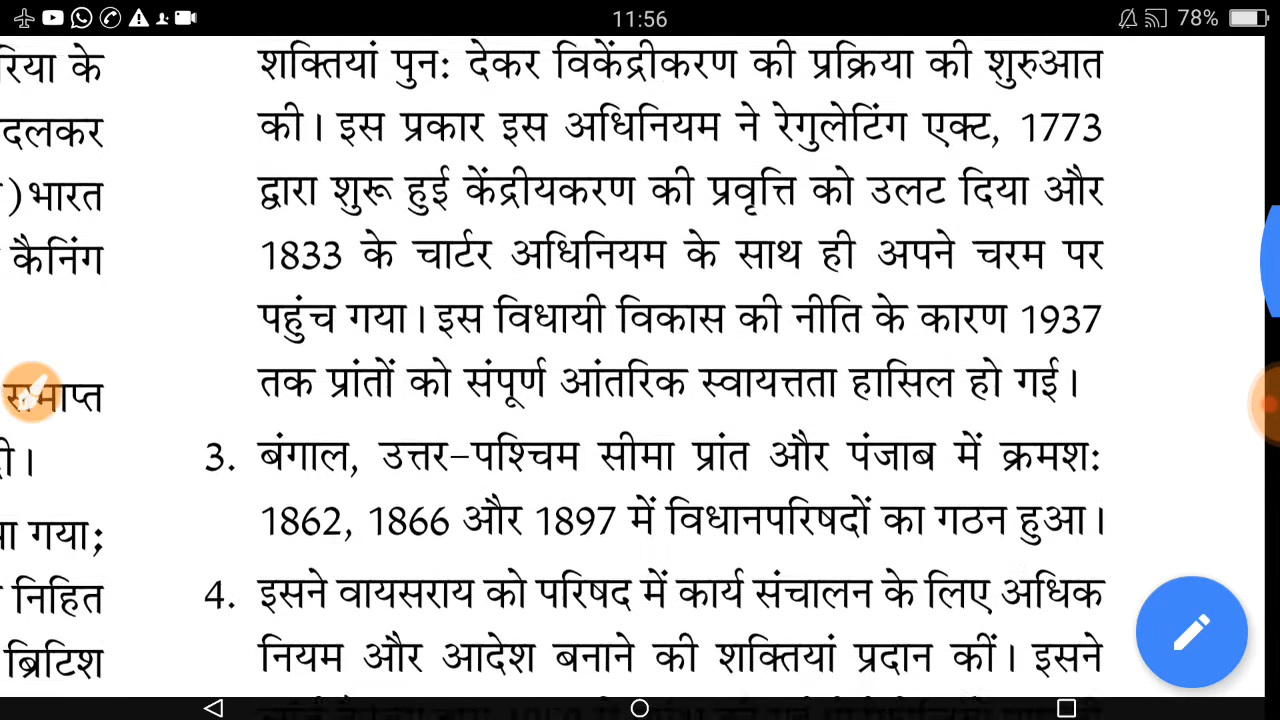 11:56
78%
रिया के
दलकर
)भारत
कैनिंग
समाप्त
ी।
ा गया;
निहित
ब्रिटिश
शक्तियां पुन: देकर विकेंद्रीकरण की प्रक्रिया की शुरुआत
की। इस प्रकार इस अधिनियम ने रेगुलेटिंग एक्ट, 1773
द्वारा शुरू हुई केंद्रीयकरण की प्रवृत्ति को उलट दिया और
1833 के चार्टर अधिनियम के साथ ही अपने चरम पर
पहुंच गया। इस विधायी विकास की नीति के कारण 1937
तक प्रांतों को संपूर्ण आंतरिक स्वायत्तता हासिल हो गई।
3. बंगाल, उत्तर-पश्चिम सीमा प्रांत और पंजाब में क्रमश:
1862, 1866 और 1897 में विधानपरिषदों का गठन हुआ।
4. इसने वायसराय को परिषद में कार्य संचालन के लिए अधिक
नियम और आदेश बनाने की शक्तियां प्रदान कीं। इसने